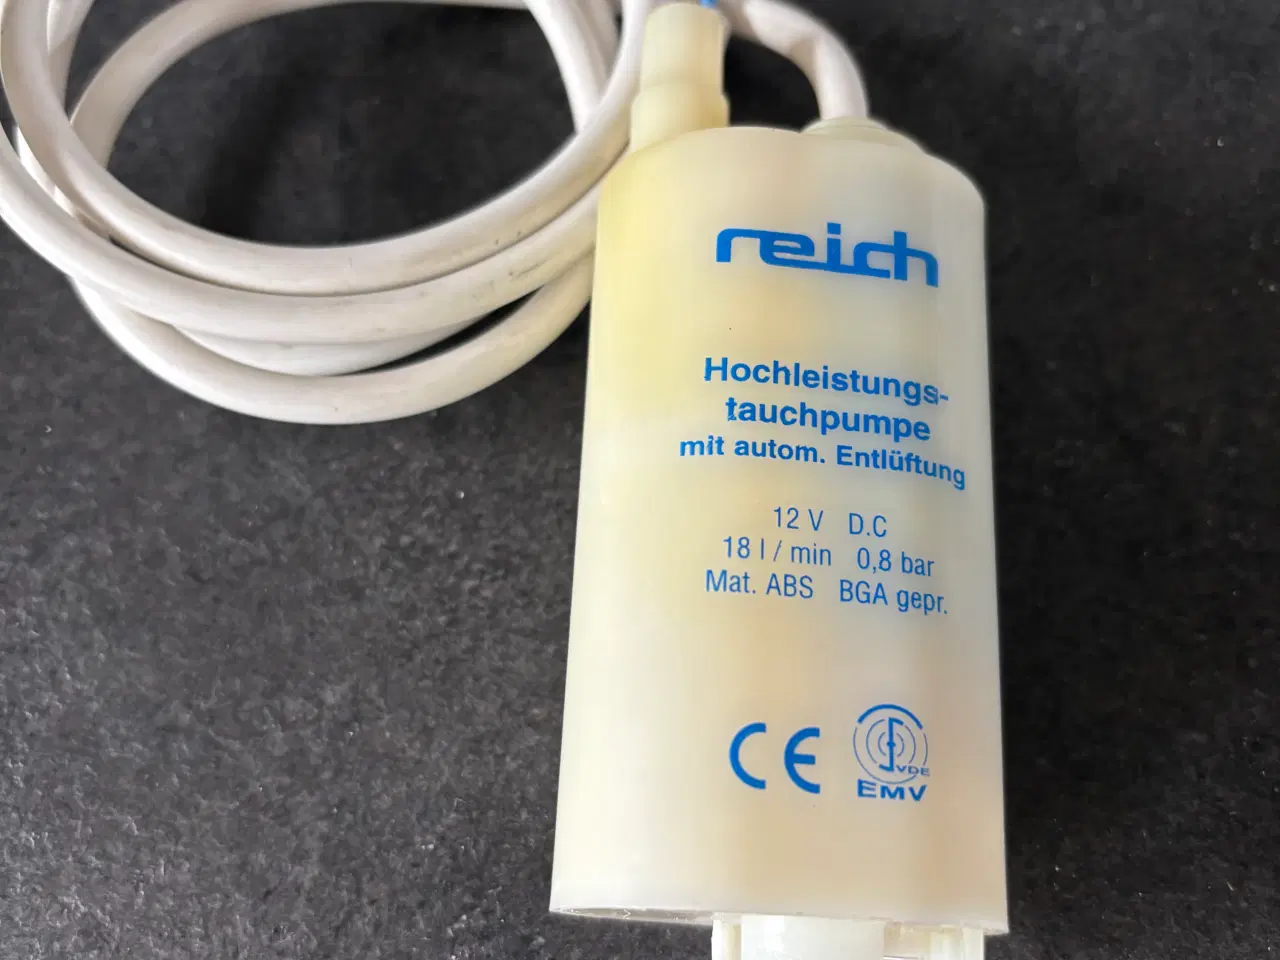 reich
Hochleistungs-
tauchpumpe
mit autom. Entlüftung
12 V D.C
18 l / min 0,8 bar
Mat. ABS BGA gepr.
CE
VDE
EMV